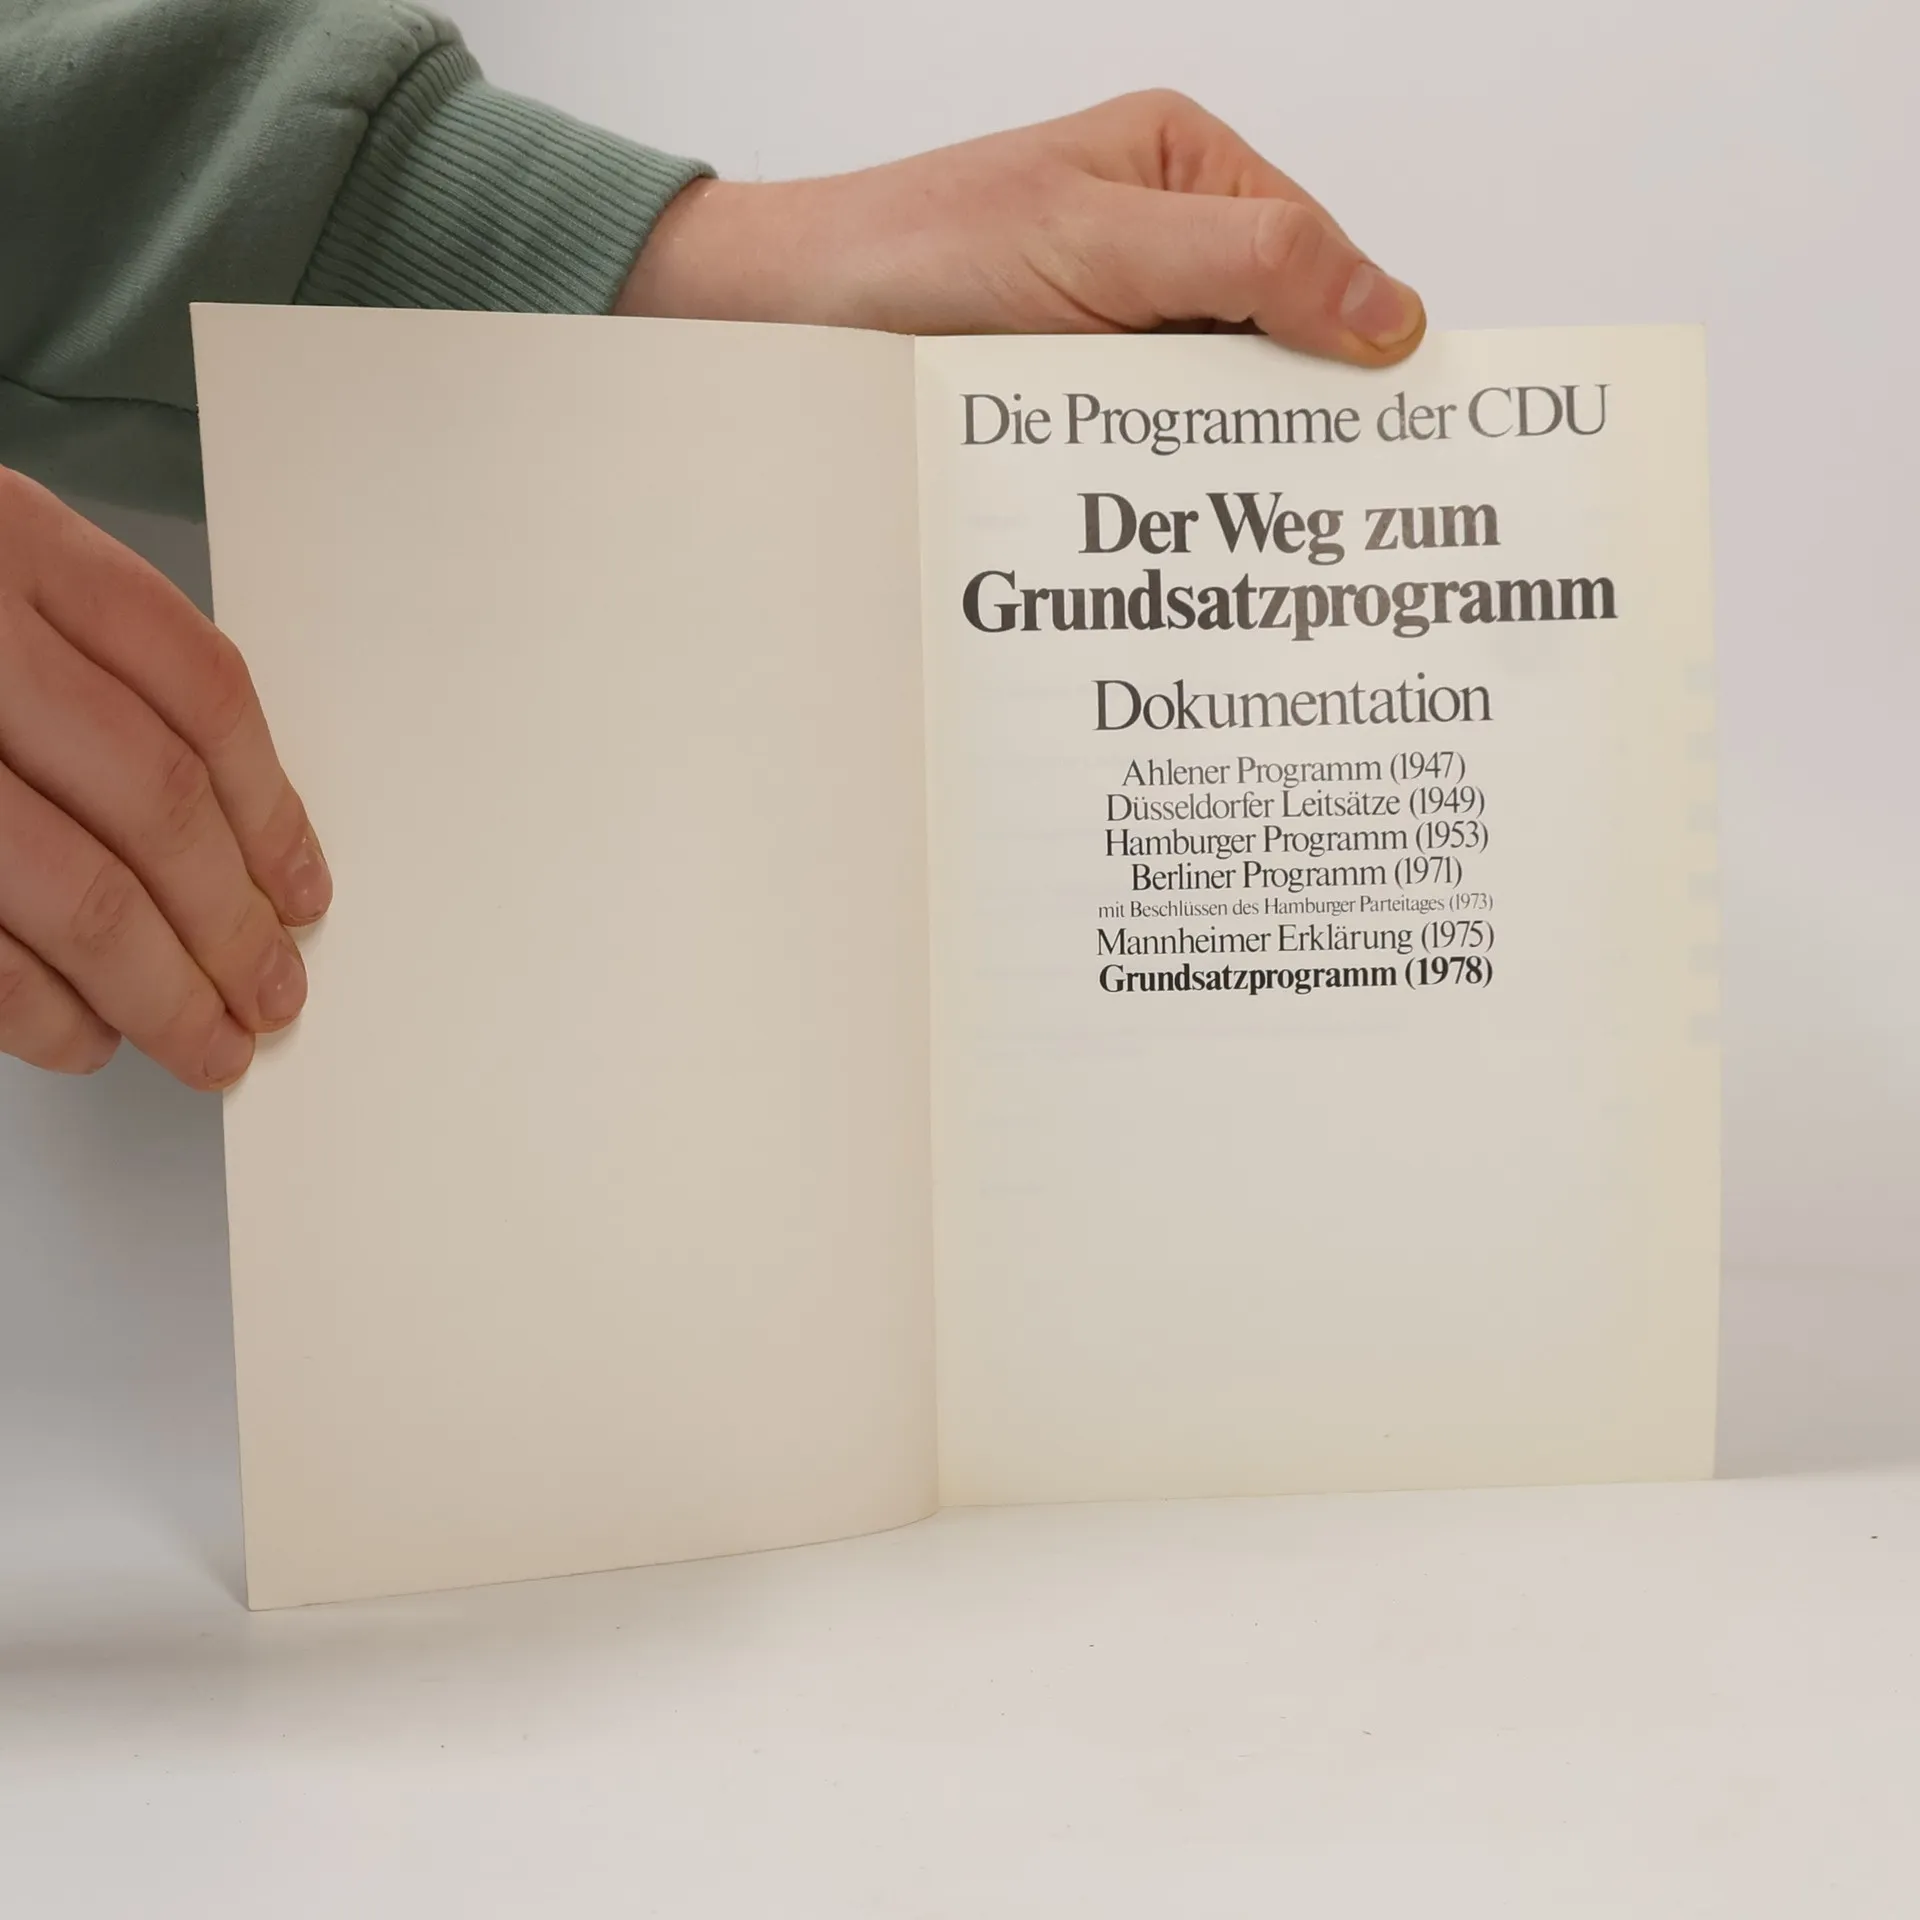 Die Programme der CDU
Der Weg zum
Grundsatzprogramm
Dokumentation
Ahlener Programm (1947)
Düsseldorfer Leitsätze (1949)
Hamburger Programm (1953)
Berliner Programm (1971)
mit Beschlüssen des Hamburger Parteitages (1973)
Mannheimer Erklärung (1975)
Grundsatzprogramm (1978)